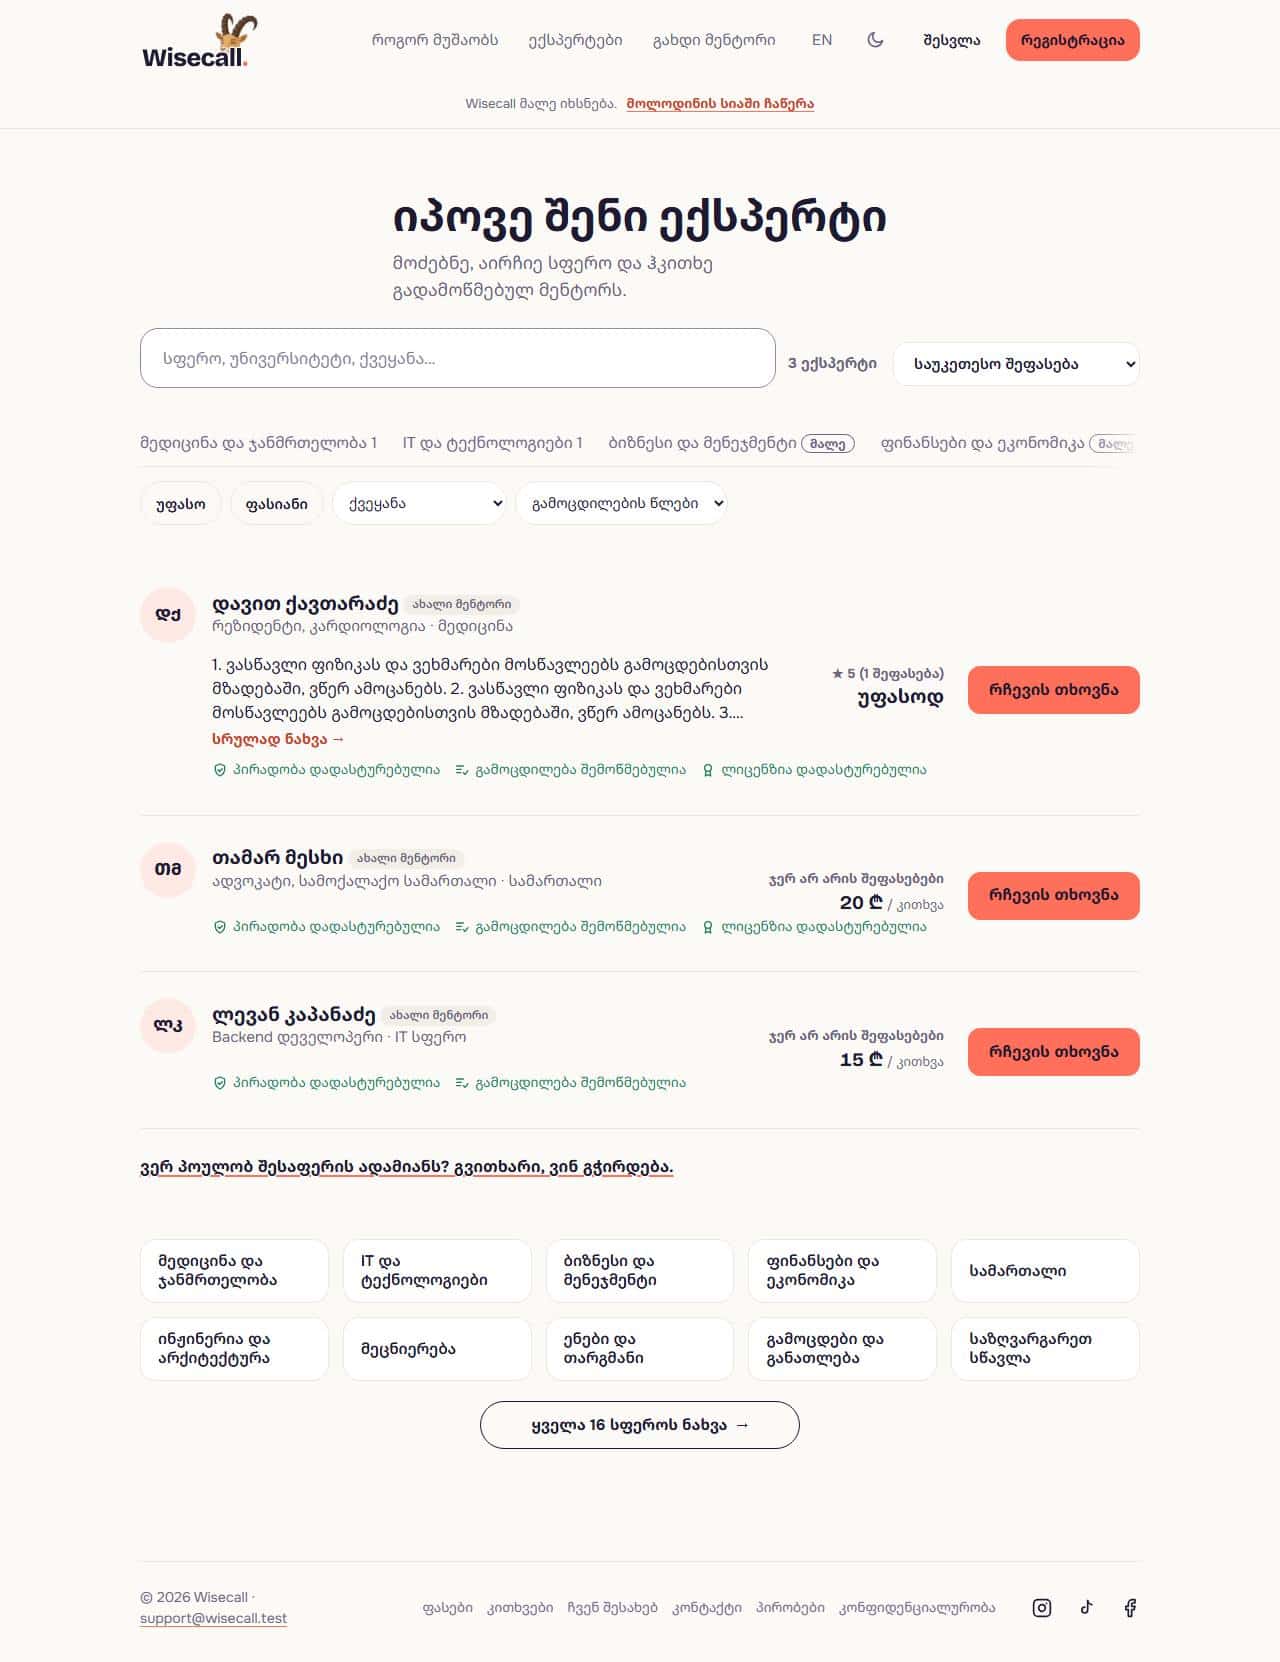 Wisecall.
როგორ მუშაობს ექსპერტები გახდი მენტორი EN შესვლა რეგისტრაცია
Wisecall მალე იხსნება. მოლოდინის სიაში ჩაწერა
იპოვე შენი ექსპერტი
მოძებნე, აირჩიე სფერო და ჰკითხე
გადამოწმებულ მენტორს.
სფერო, უნივერსიტეტი, ქვეყანა...
3 ექსპერტი
საუკეთესო შეფასება
მედიცინა და ჯანმრთელობა 1 IT და ტექნოლოგიები 1 ბიზნესი და მენეჯმენტი მალე ფინანსები და ეკონომიკა მალე
უფასო ფასიანი ქვეყანა გამოცდილების წლები
დქ
დავით ქავთარაძე ახალი მენტორი
რეზიდენტი, კარდიოლოგია · მედიცინა
1. ვასწავლი ფიზიკას და ვეხმარები მოსწავლეებს გამოცდებისთვის
მზადებაში, ვწერ ამოცანებს. 2. ვასწავლი ფიზიკას და ვეხმარები
მოსწავლეებს გამოცდებისთვის მზადებაში, ვწერ ამოცანებს. 3....
სრულად ნახვა →
★ 5 (1 შეფასება)
უფასოდ
რჩევის თხოვნა
პირადობა დადასტურებულია გამოცდილება შემოწმებულია ლიცენზია დადასტურებულია
თმ
თამარ მესხი ახალი მენტორი
ადვოკატი, სამოქალაქო სამართალი · სამართალი
ჯერ არ არის შეფასებები
20 ₾ / კითხვა
რჩევის თხოვნა
პირადობა დადასტურებულია გამოცდილება შემოწმებულია ლიცენზია დადასტურებულია
ლკ
ლევან კაპანაძე ახალი მენტორი
Backend დეველოპერი · IT სფერო
ჯერ არ არის შეფასებები
15 ₾ / კითხვა
რჩევის თხოვნა
პირადობა დადასტურებულია გამოცდილება შემოწმებულია
ვერ პოულობ შესაფერის ადამიანს? გვითხარი, ვინ გჭირდება.
მედიცინა და
ჯანმრთელობა
IT და
ტექნოლოგიები
ბიზნესი და
მენეჯმენტი
ფინანსები და
ეკონომიკა
სამართალი
ინჟინერია და
არქიტექტურა
მეცნიერება
ენები და
თარგმანი
გამოცდები და
განათლება
საზღვარგარეთ
სწავლა
ყველა 16 სფეროს ნახვა →
© 2026 Wisecall ·
support@wisecall.test
ფასები კითხვები ჩვენ შესახებ კონტაქტი პირობები კონფიდენციალურობა